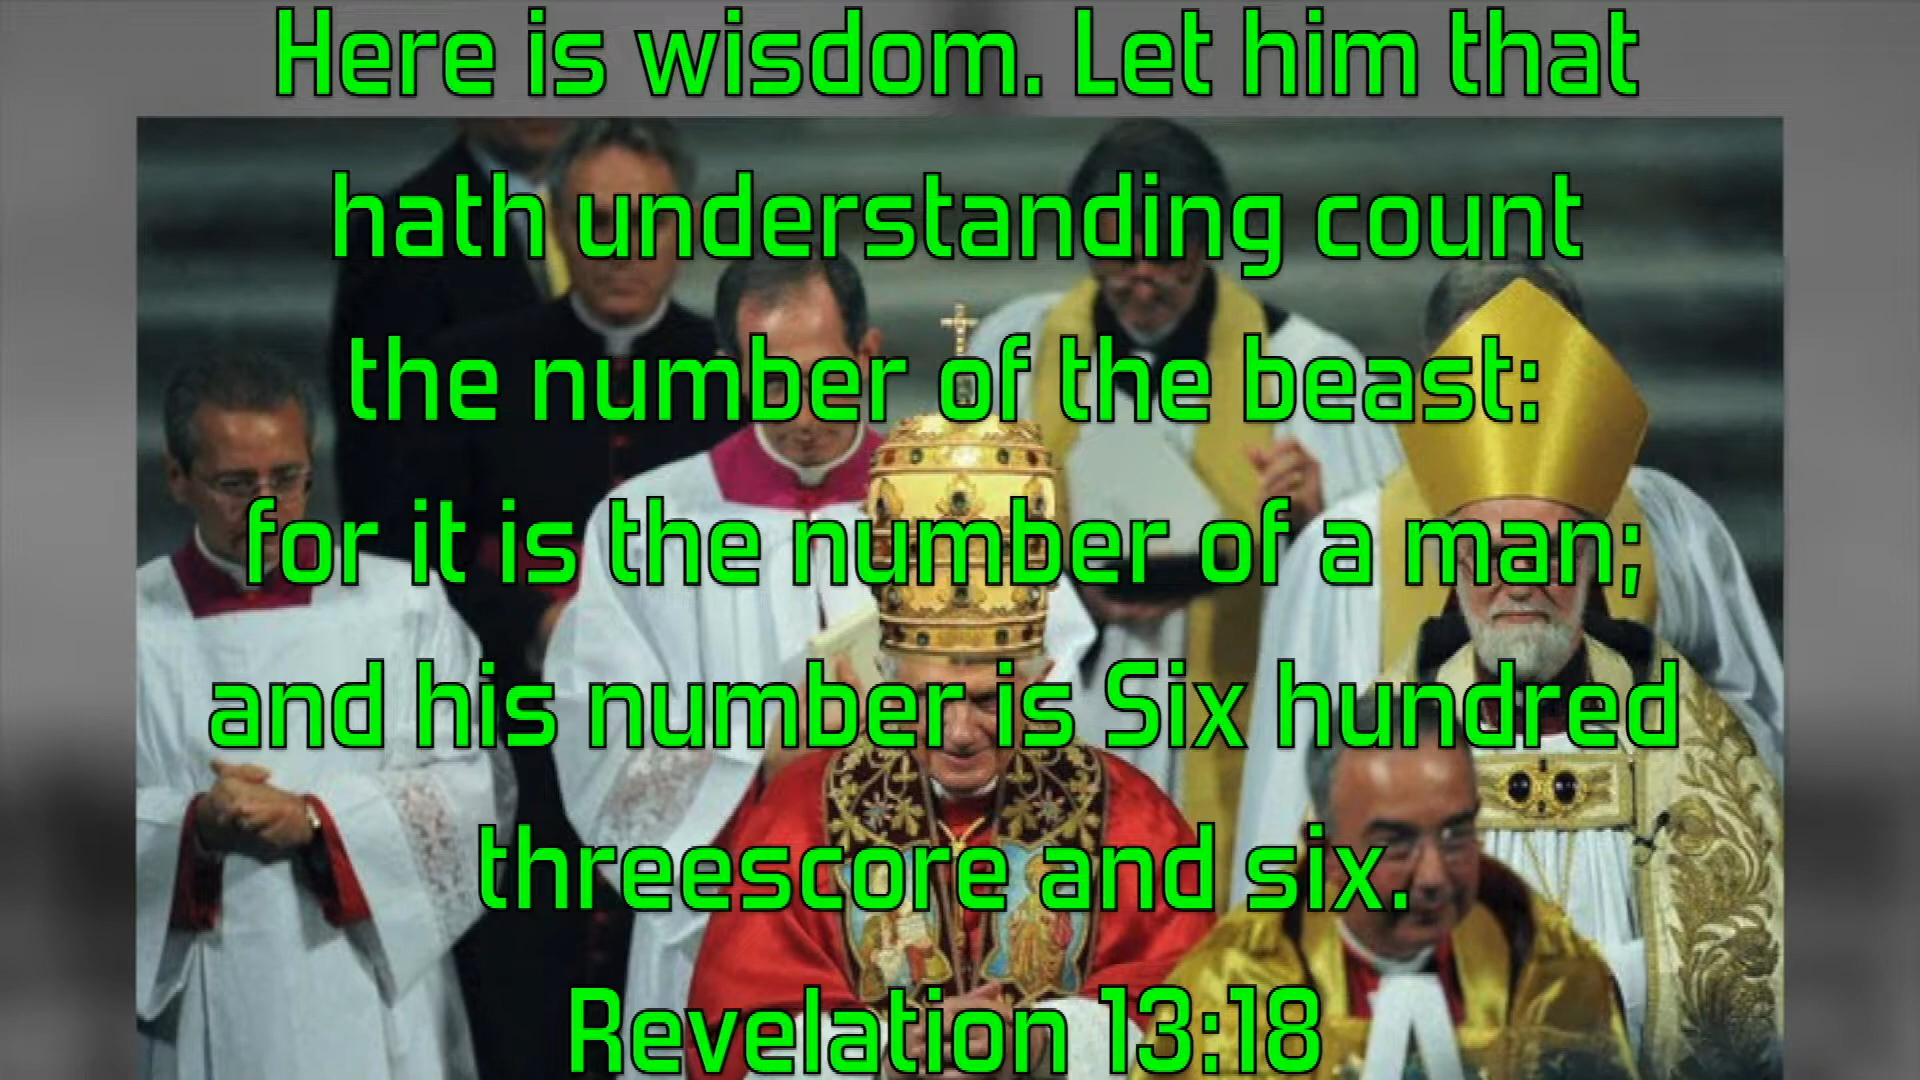 Here is wisdom. Let him that
hath understanding count
the number of the beast:
for it is the number of a man;
and his number is Six hundred
threescore and six.
Revelation 13:18